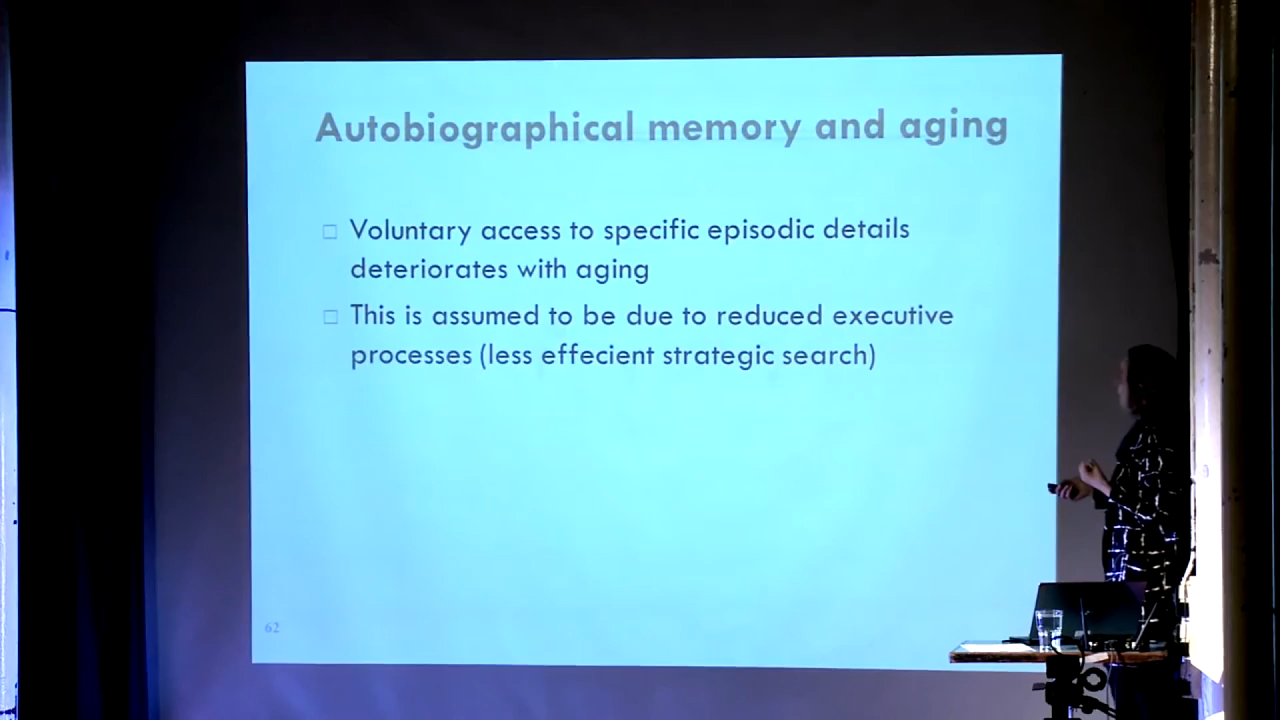 Autobiographical memory and aging
Voluntary access to specific episodic details
deteriorates with aging
This is assumed to be due to reduced executive
processes (less effecient strategic search)
62